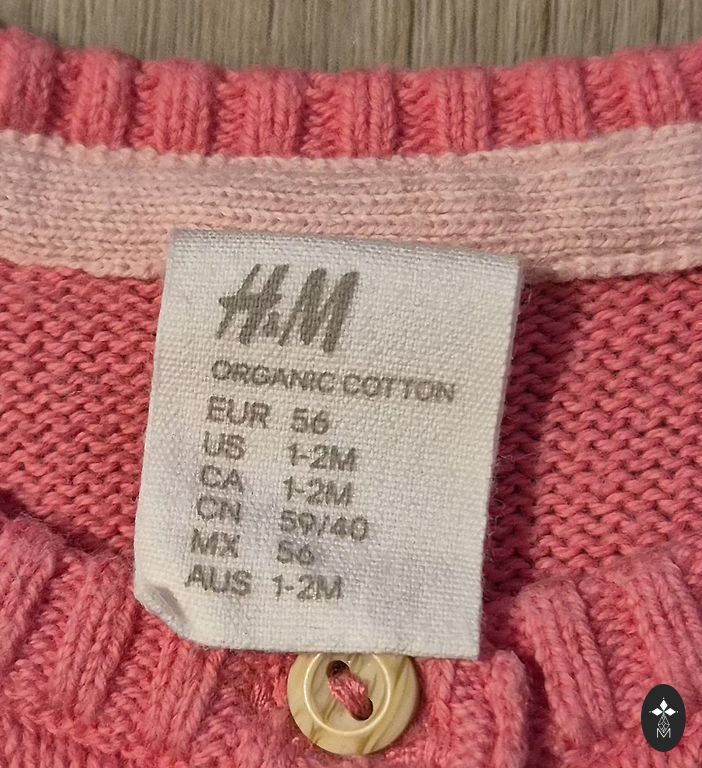 H&M
ORGANIC COTTON
EUR 56
US 1-2M
CA 1-2M
CN 59/40
MX 56
AUS 1-2M
M